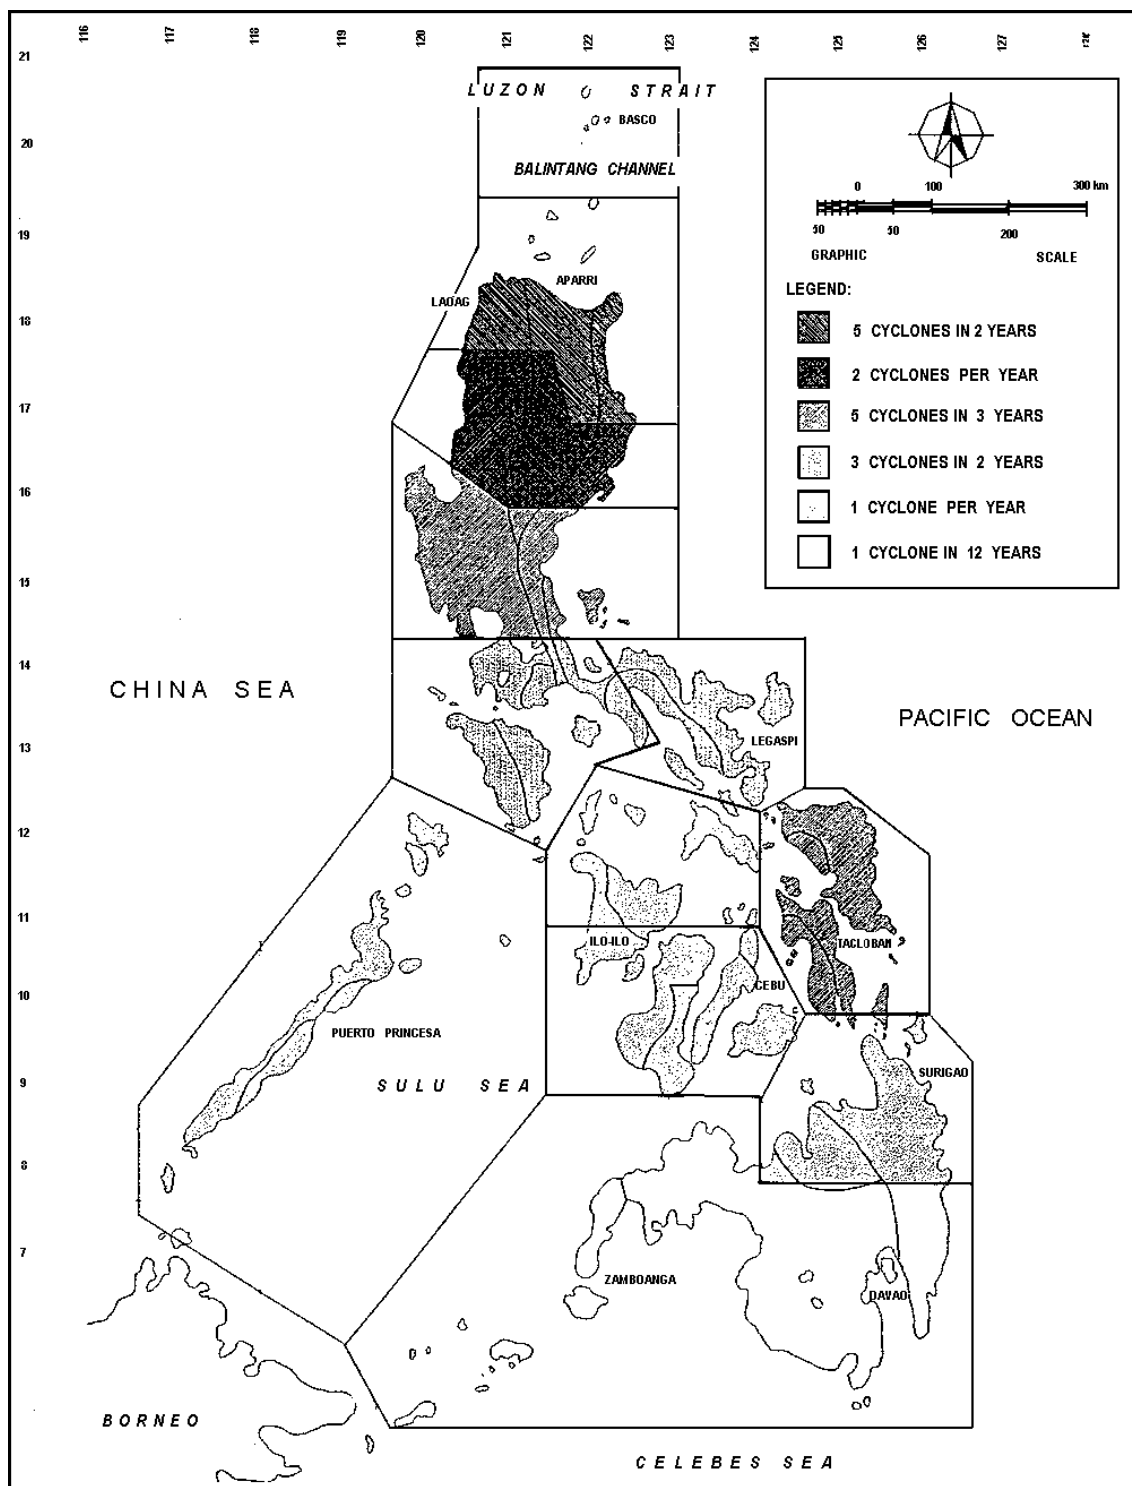 116
117
118
119
120
121
122
123
124
125
126
127
21
20
19
18
17
16
15
14
13
12
11
10
9
8
7
LUZON STRAIT
BASCO
BALINTANG CHANNEL
APARRI
LAOAG
0 100 300 km
50 50 200
GRAPHIC SCALE
LEGEND:
5 CYCLONES IN 2 YEARS
2 CYCLONES PER YEAR
5 CYCLONES IN 3 YEARS
3 CYCLONES IN 2 YEARS
1 CYCLONE PER YEAR
1 CYCLONE IN 12 YEARS
CHINA SEA
PACIFIC OCEAN
LEGASPI
ILO-ILO
TACLOBAN
CEBU
PUERTO PRINCESA
SULU SEA
SURIGAO
ZAMBOANGA
DAVAO
BORNEO
CELEBES SEA